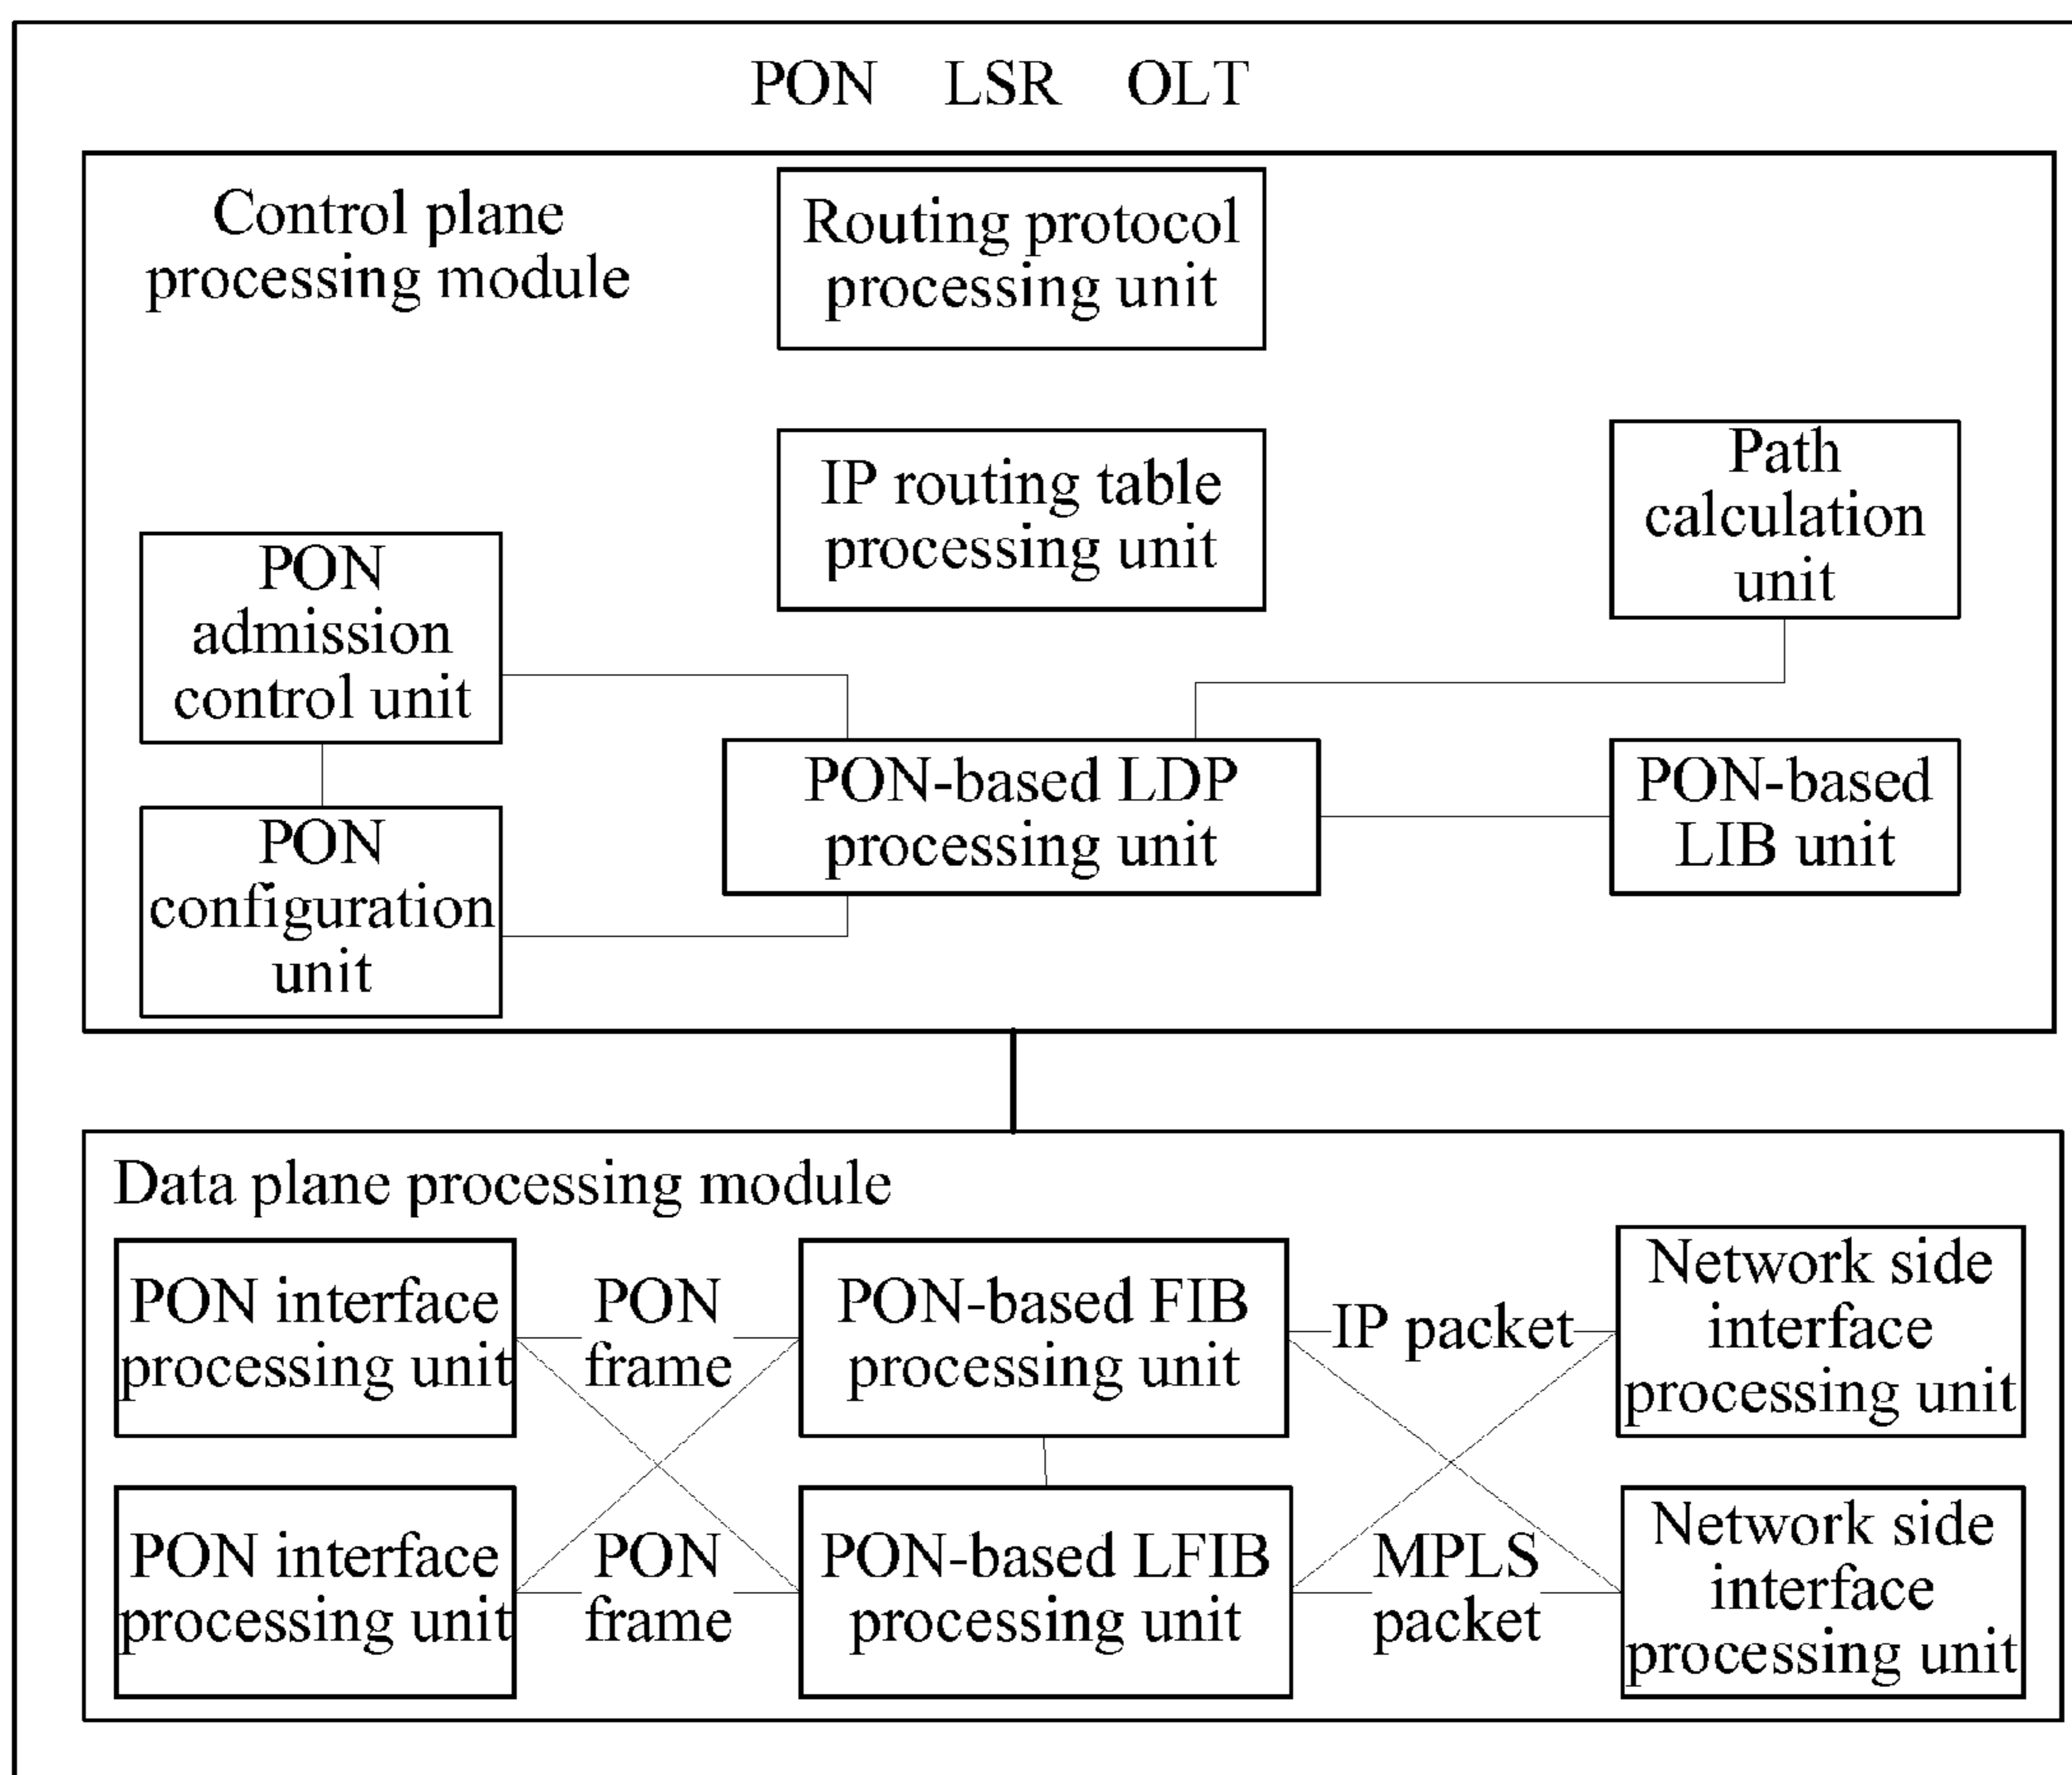 PON LSR OLT
Control plane
processing module
Routing protocol
processing unit
IP routing table
processing unit
Path
calculation
unit
PON
admission
control unit
PON-based LDP
processing unit
PON-based
LIB unit
PON
configuration
unit
Data plane processing module
PON interface
processing unit
PON
frame
PON-based FIB
processing unit
IP packet
Network side
interface
processing unit
PON interface
processing unit
PON
frame
PON-based LFIB
processing unit
MPLS
packet
Network side
interface
processing unit